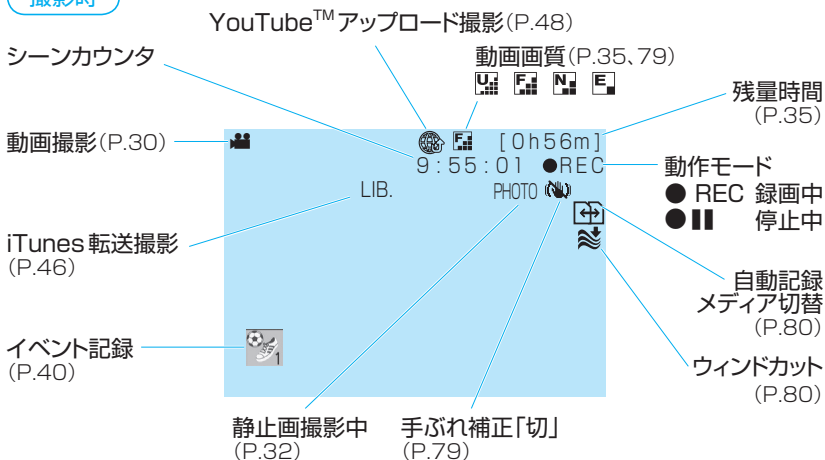 撮影時
YouTube™アップロード撮影(P.48)
シーンカウンタ
動画画質(P.35、79)
U F N E
残量時間
(P.35)
動画撮影(P.30)
F [0h56m]
9:55:01 ●REC
動作モード
● REC 録画中
●▮▮ 停止中
LIB. PHOTO
iTunes 転送撮影
(P.46)
自動記録
メディア切替
(P.80)
イベント記録
(P.40)
1
ウィンドカット
(P.80)
静止画撮影中
(P.32)
手ぶれ補正「切」
(P.79)